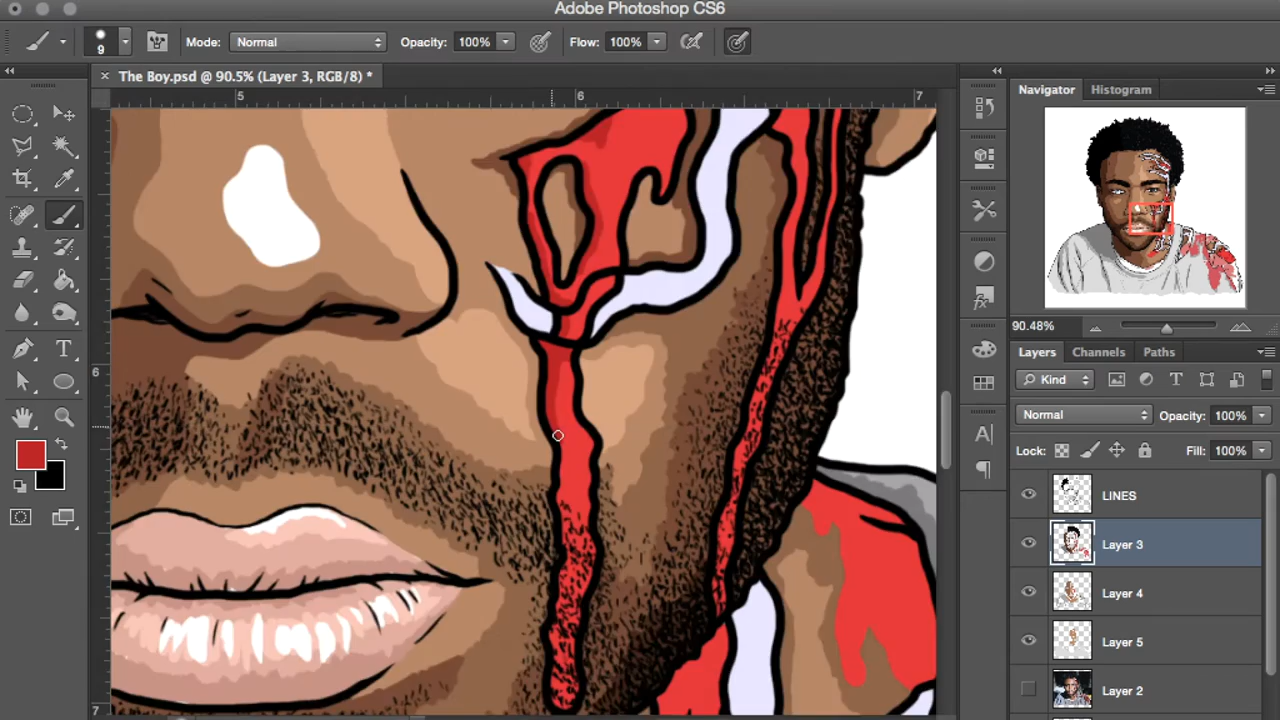 Adobe Photoshop CS6
9
Mode: Normal
Opacity: 100%
Flow: 100%
The Boy.psd @ 90.5% (Layer 3, RGB/8) *
5
6
7
6
7
Navigator
Histogram
90.48%
Layers
Channels
Paths
Kind
Normal
Opacity: 100%
Lock:
Fill: 100%
LINES
Layer 3
Layer 4
Layer 5
Layer 2